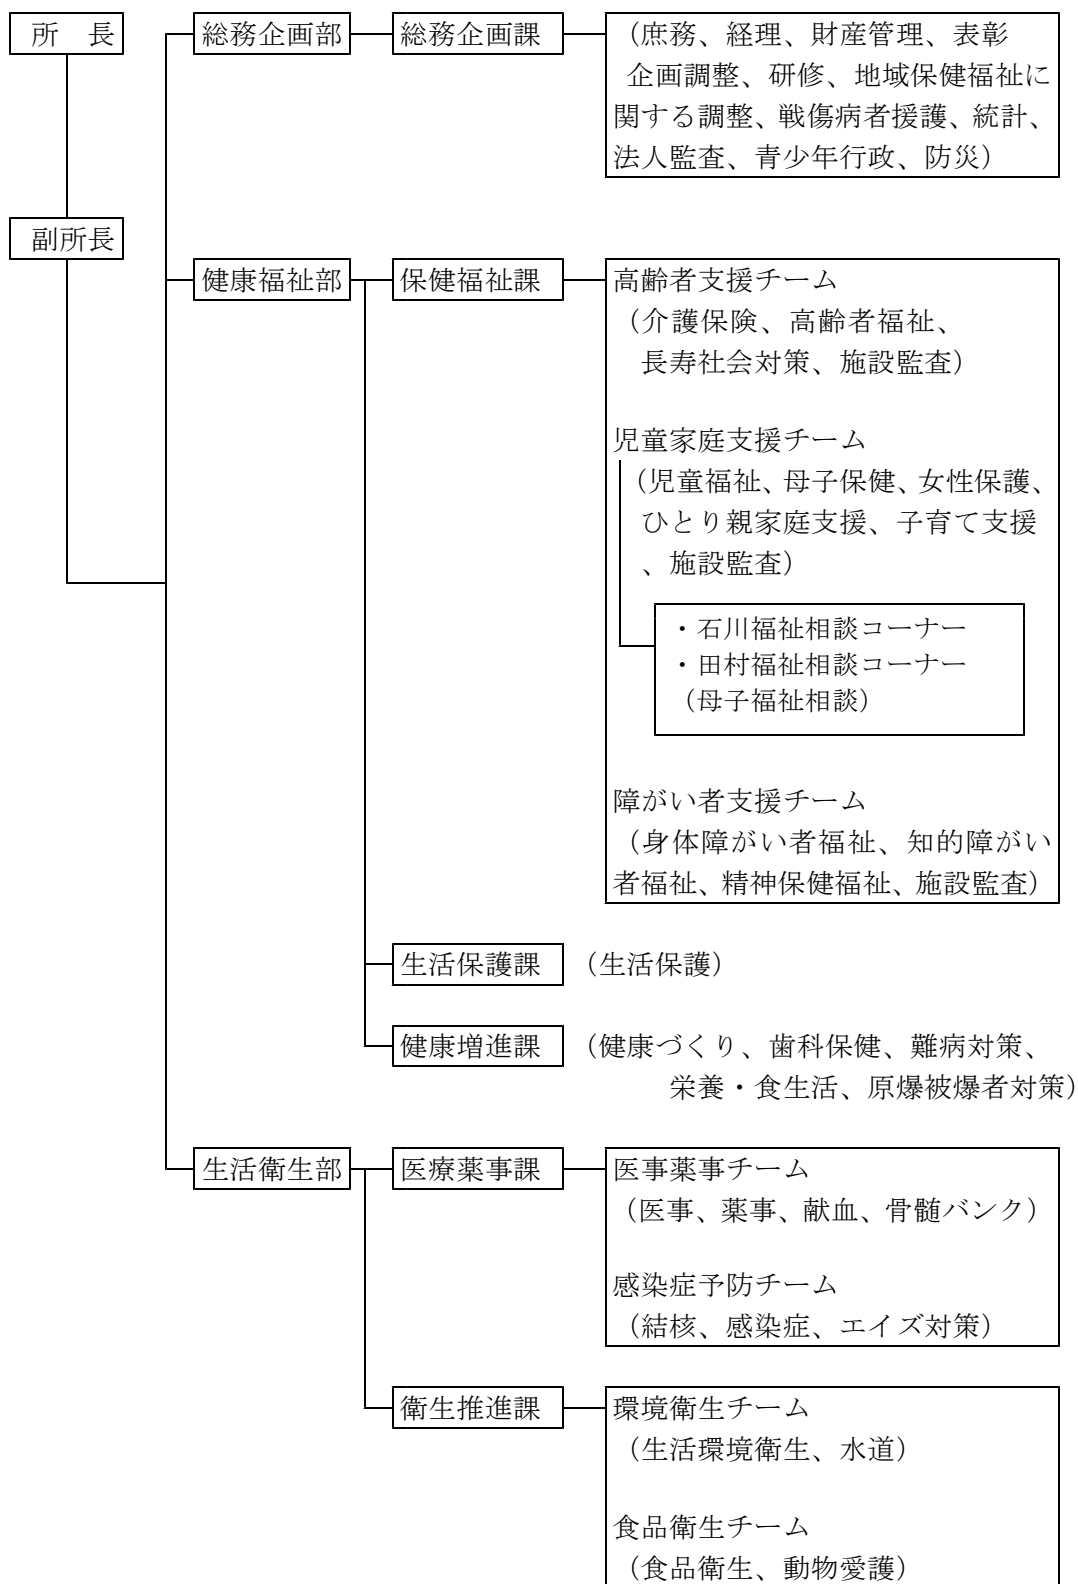 所　長
総務企画部
総務企画課
（庶務、経理、財産管理、表彰
企画調整、研修、地域保健福祉に
関する調整、戦傷病者援護、統計、
法人監査、青少年行政、防災）
副所長
健康福祉部
保健福祉課
高齢者支援チーム
（介護保険、高齢者福祉、
長寿社会対策、施設監査）
児童家庭支援チーム
（児童福祉、母子保健、女性保護、
ひとり親家庭支援、子育て支援
、施設監査）
・石川福祉相談コーナー
・田村福祉相談コーナー
（母子福祉相談）
障がい者支援チーム
（身体障がい者福祉、知的障がい
者福祉、精神保健福祉、施設監査）
生活保護課
（生活保護）
健康増進課
（健康づくり、歯科保健、難病対策、
栄養・食生活、原爆被爆者対策）
生活衛生部
医療薬事課
医事薬事チーム
（医事、薬事、献血、骨髄バンク）
感染症予防チーム
（結核、感染症、エイズ対策）
衛生推進課
環境衛生チーム
（生活環境衛生、水道）
食品衛生チーム
（食品衛生、動物愛護）